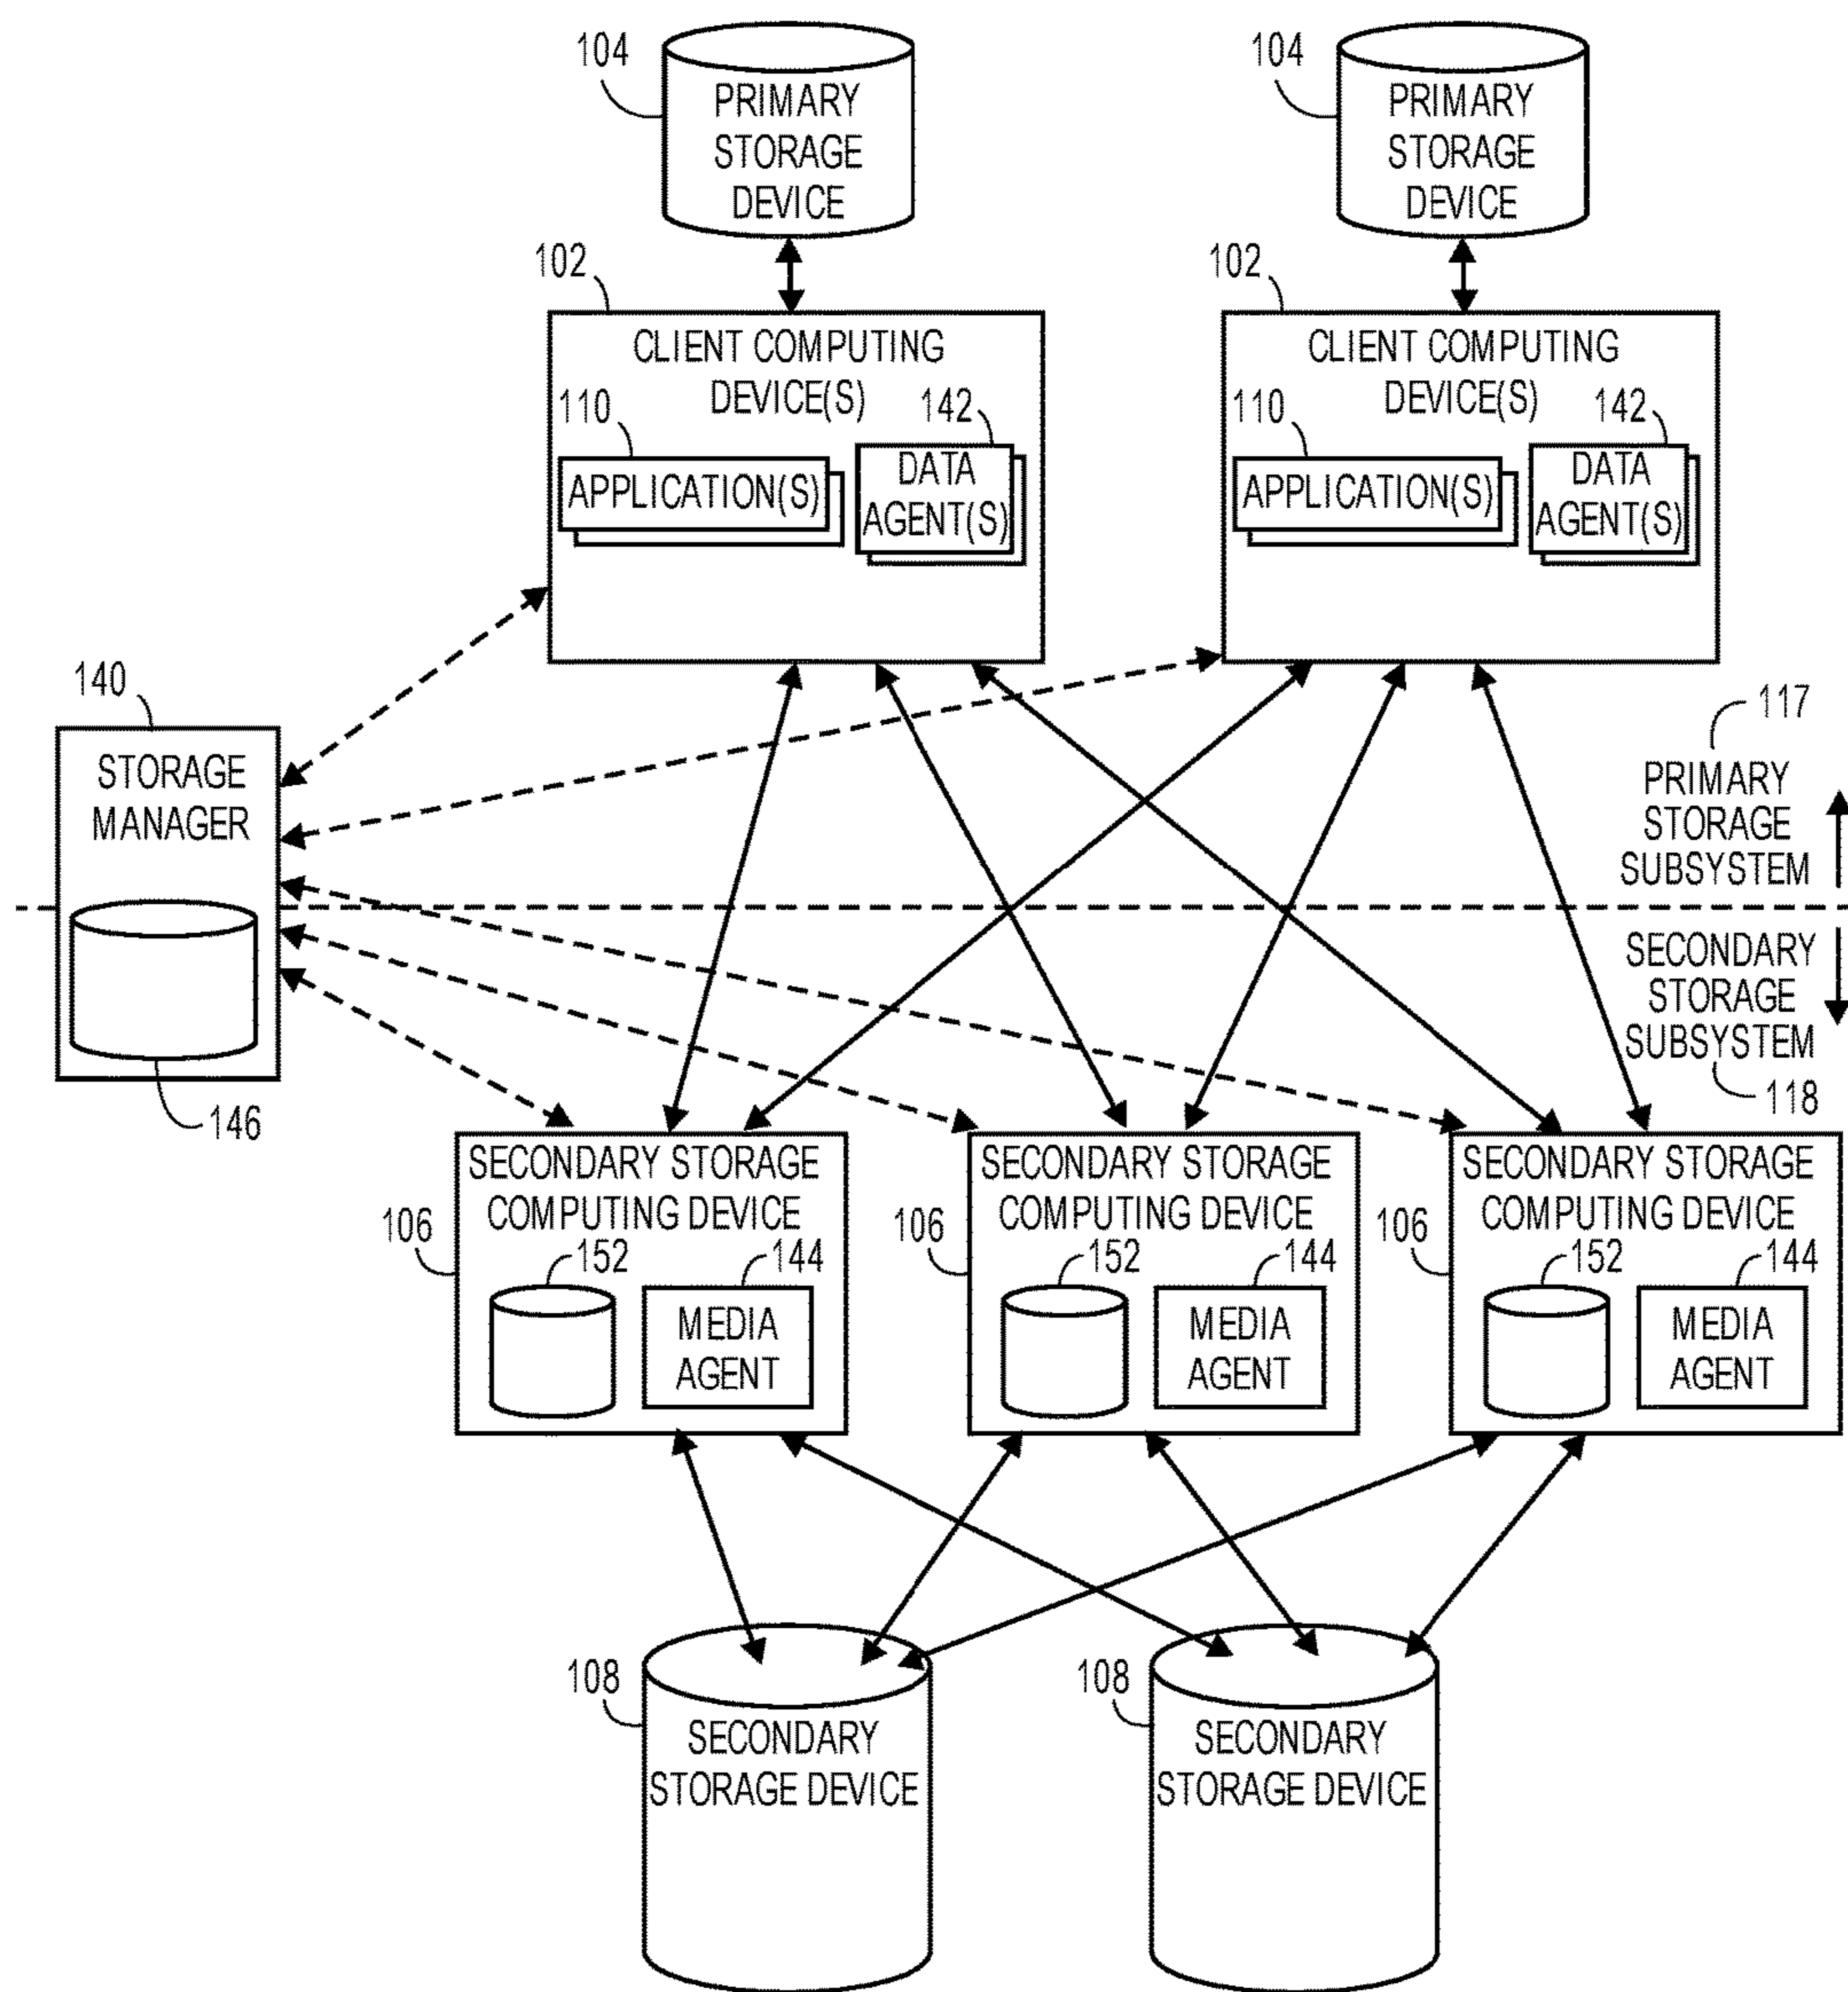 104
PRIMARY
STORAGE
DEVICE
104
PRIMARY
STORAGE
DEVICE
102
CLIENT COMPUTING
DEVICE(S)
110
APPLICATION(S)
142
DATA
AGENT(S)
102
CLIENT COMPUTING
DEVICE(S)
110
APPLICATION(S)
142
DATA
AGENT(S)
140
STORAGE
MANAGER
146
117
PRIMARY
STORAGE
SUBSYSTEM
SECONDARY
STORAGE
SUBSYSTEM
118
106
SECONDARY STORAGE
COMPUTING DEVICE
152
144
MEDIA
AGENT
106
SECONDARY STORAGE
COMPUTING DEVICE
152
144
MEDIA
AGENT
106
SECONDARY STORAGE
COMPUTING DEVICE
152
144
MEDIA
AGENT
108
SECONDARY
STORAGE DEVICE
108
SECONDARY
STORAGE DEVICE